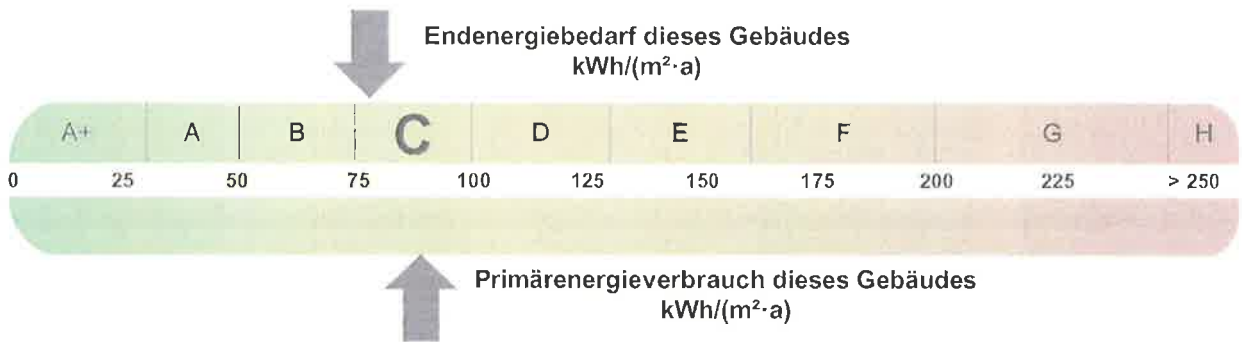 Endenergiebedarf dieses Gebäudes
kWh/(m²·a)
A+ A B C D E F G H
0 25 50 75 100 125 150 175 200 225 > 250
Primärenergieverbrauch dieses Gebäudes
kWh/(m²·a)